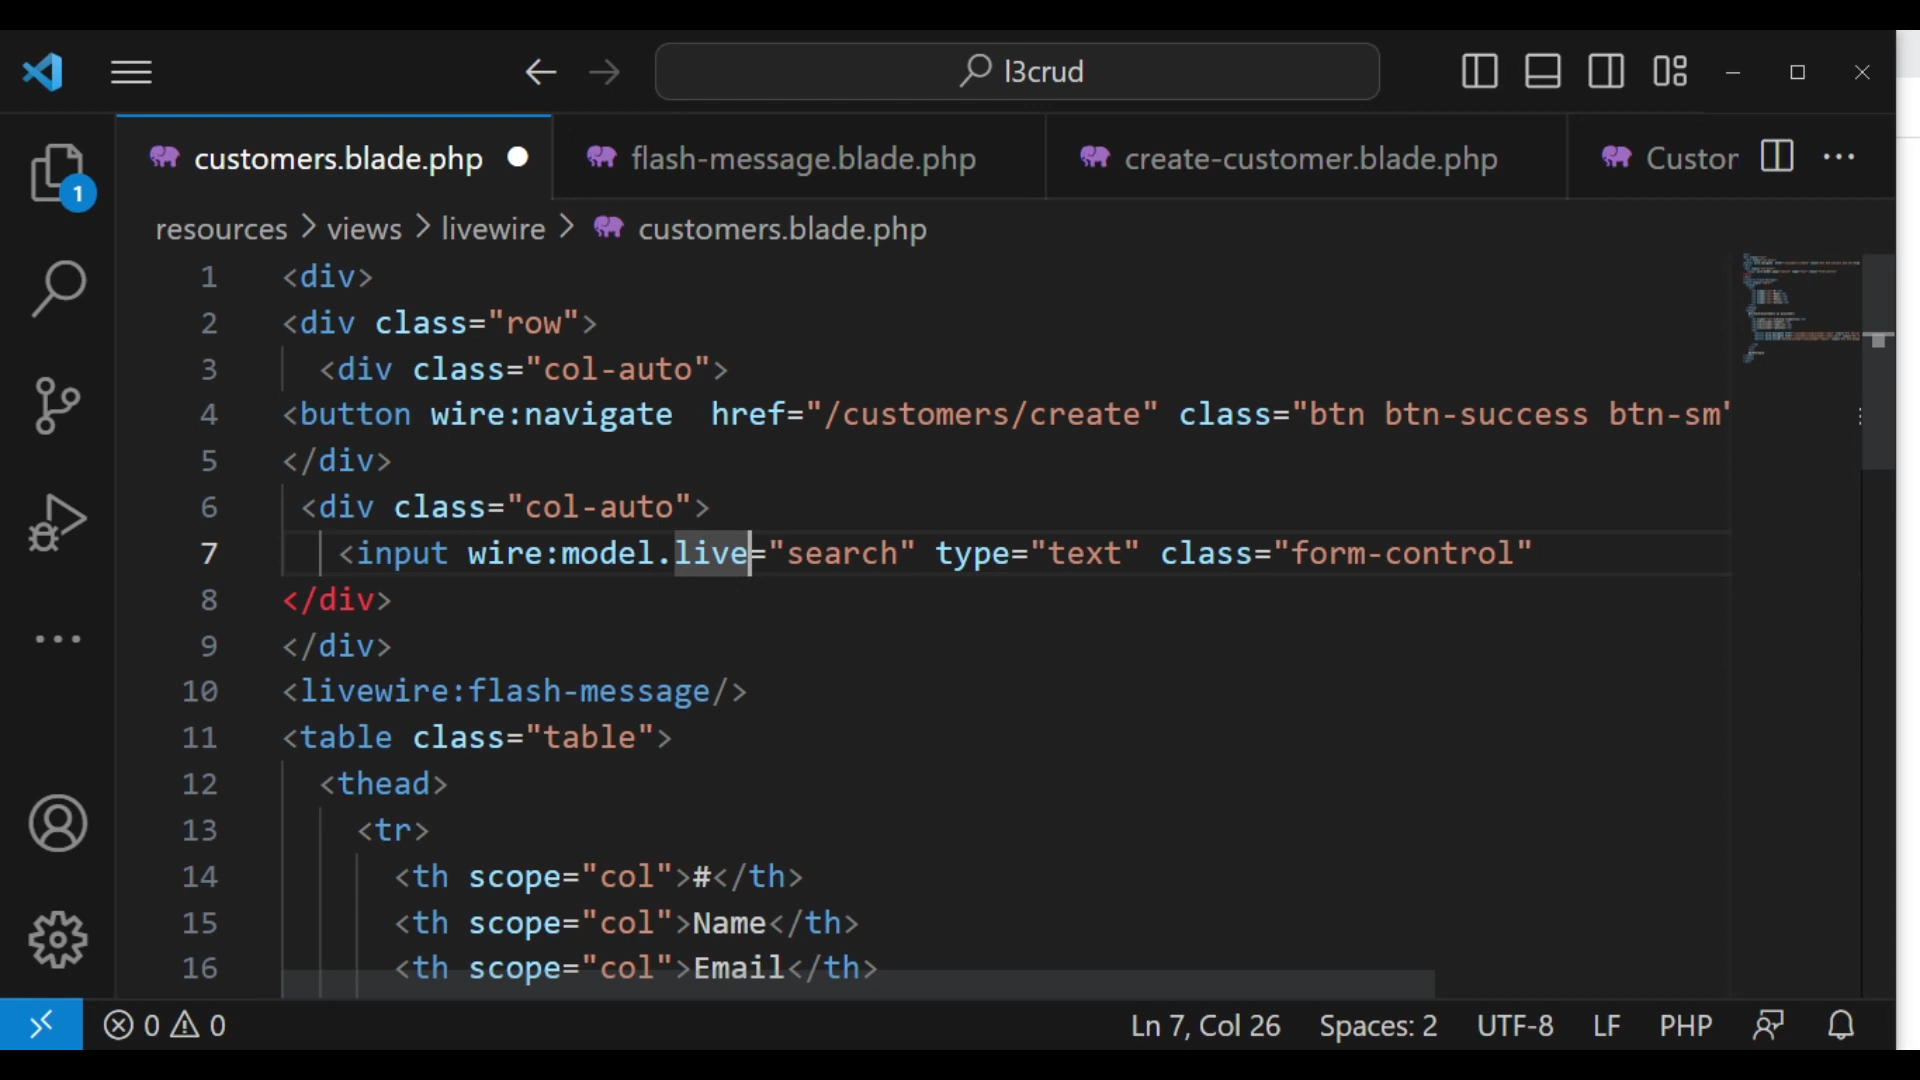 l3crud
customers.blade.php
flash-message.blade.php
create-customer.blade.php
Custor
1
resources > views > livewire > customers.blade.php
1 <div>
2 <div class="row">
3 <div class="col-auto">
4 <button wire:navigate href="/customers/create" class="btn btn-success btn-sm"
5 </div>
6 <div class="col-auto">
7 <input wire:model.live="search" type="text" class="form-control"
8 </div>
9 </div>
10 <livewire:flash-message/>
11 <table class="table">
12 <thead>
13 <tr>
14 <th scope="col">#</th>
15 <th scope="col">Name</th>
16 <th scope="col">Email</th>
0 0 Ln 7, Col 26 Spaces: 2 UTF-8 LF PHP